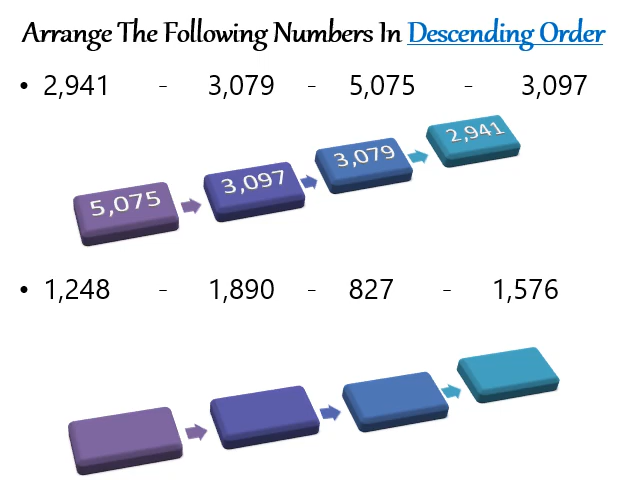 Arrange The Following Numbers In Descending Order
• 2,941 - 3,079 - 5,075 - 3,097
5,075 3,097 3,079 2,941
• 1,248 - 1,890 - 827 - 1,576